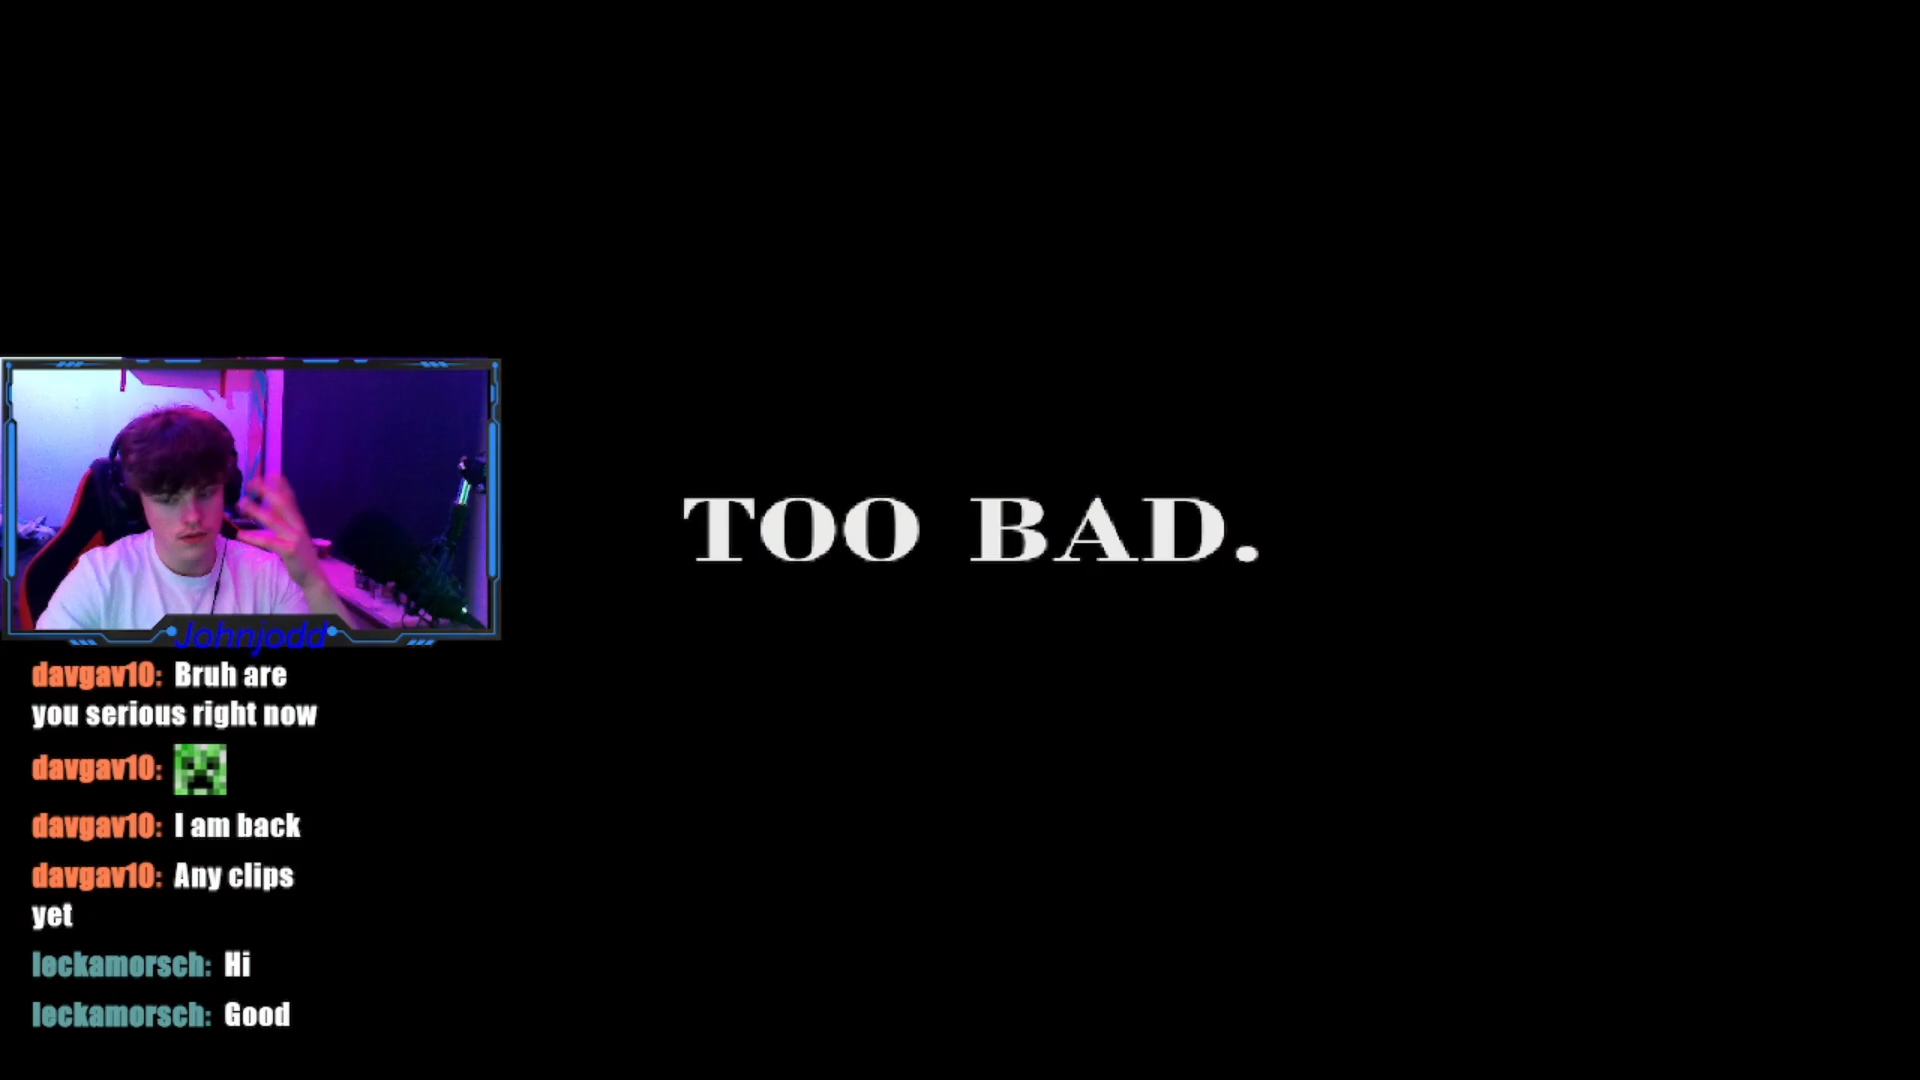 TOO BAD.
Johnjodd
davgav10: Bruh are
you serious right now
davgav10:
davgav10: I am back
davgav10: Any clips
yet
leckamorsch: Hi
leckamorsch: Good